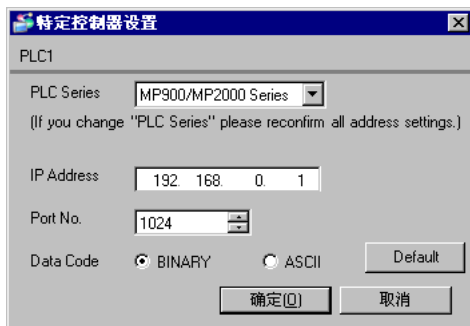 特定控制器设置
PLC1
PLC Series MP900/MP2000 Series
(If you change "PLC Series" please reconfirm all address settings.)
IP Address 192. 168. 0. 1
Port No. 1024
Data Code BINARY ASCII Default
确定(O) 取消